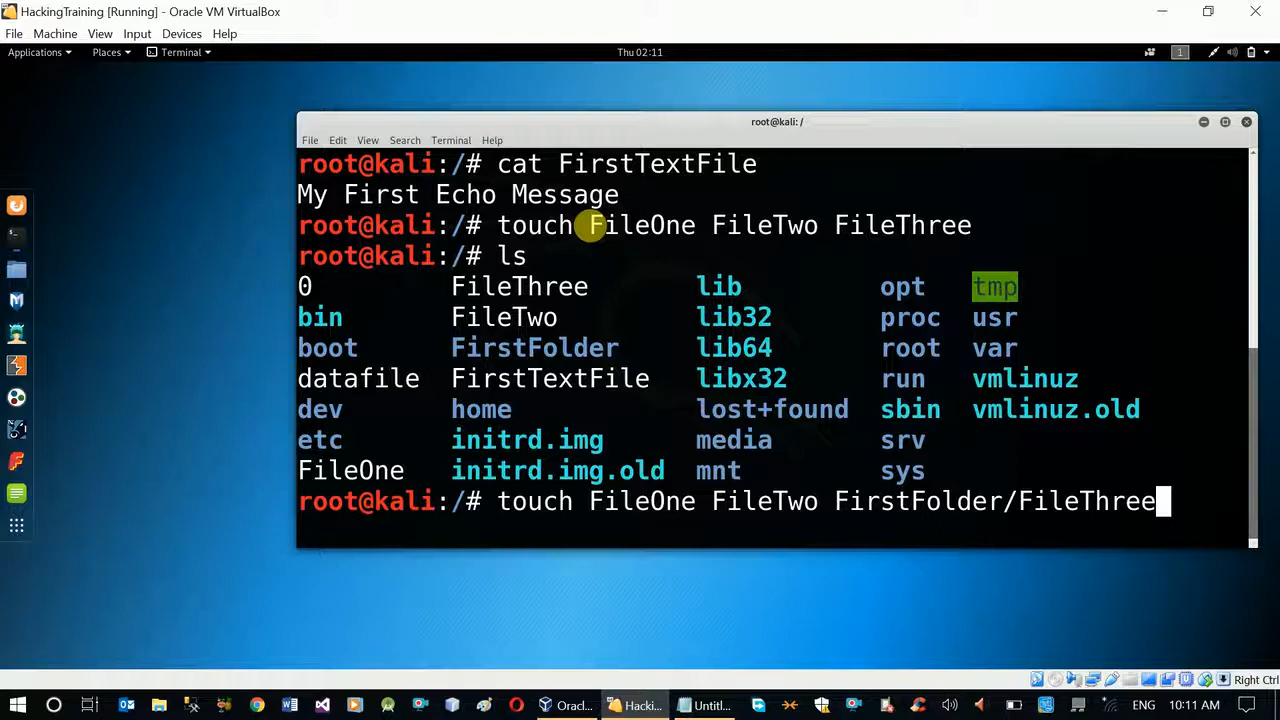 HackingTraining [Running] - Oracle VM VirtualBox
File Machine View Input Devices Help
Applications Places Terminal Thu 02:11 1
root@kali: /
File Edit View Search Terminal Help
root@kali:/# cat FirstTextFile
My First Echo Message
root@kali:/# touch FileOne FileTwo FileThree
root@kali:/# ls
0 FileThree lib opt tmp
bin FileTwo lib32 proc usr
boot FirstFolder lib64 root var
datafile FirstTextFile libx32 run vmlinuz
dev home lost+found sbin vmlinuz.old
etc initrd.img media srv
FileOne initrd.img.old mnt sys
root@kali:/# touch FileOne FileTwo FirstFolder/FileThree
Right Ctrl
Oracl... Hacki... Untitl... ENG 10:11 AM